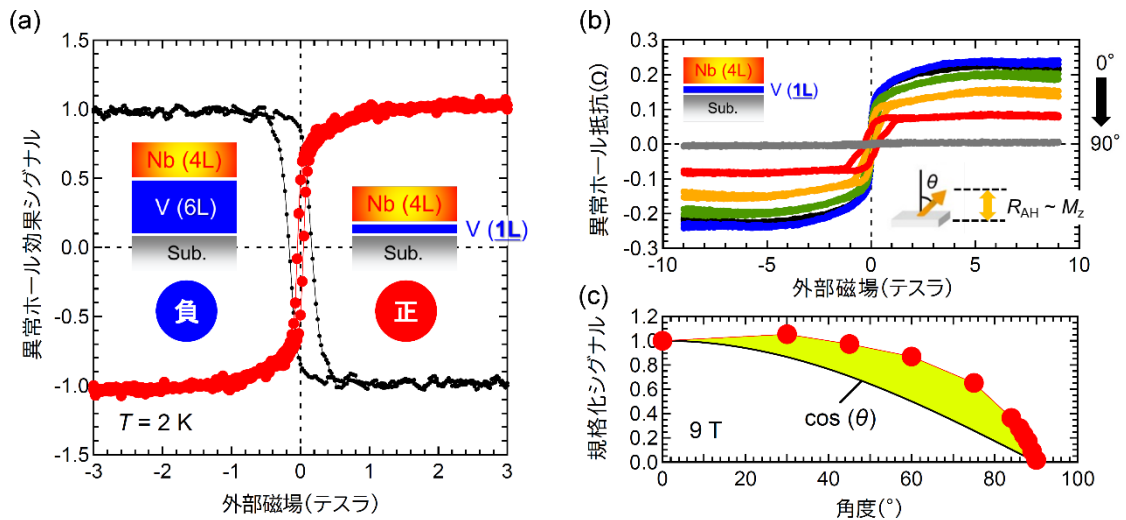 (a)
異常ホール効果シグナル
1.5
1.0
0.5
0.0
-0.5
-1.0
-1.5
Nb (4L)
V (6L)
Sub.
負
Nb (4L)
V (1L)
Sub.
正
T = 2 K
-3 -2 -1 0 1 2 3
外部磁場(テスラ)
(b)
異常ホール抵抗(Ω)
0.3
0.2
0.1
0.0
-0.1
-0.2
-0.3
Nb (4L)
V (1L)
Sub.
0°
90°
θ
R_AH ~ M_z
-10 -5 0 5 10
外部磁場(テスラ)
(c)
規格化シグナル
1.2
1.0
0.8
0.6
0.4
0.2
0.0
cos (θ)
9 T
0 20 40 60 80 100
角度(°)